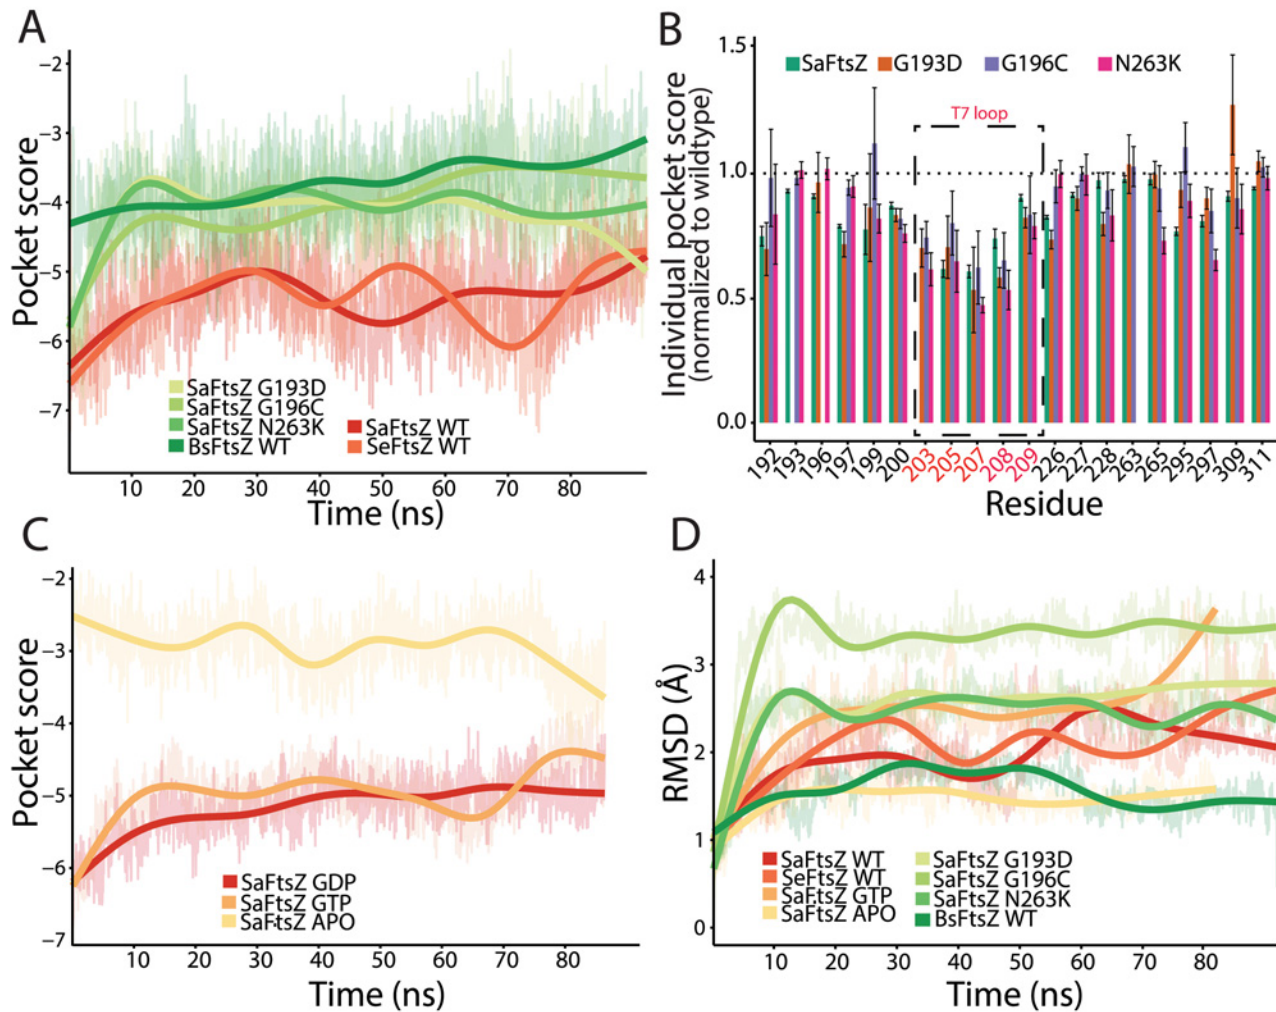 A
Pocket score
−2
−3
−4
−5
−6
−7
SaFtsZ G193D
SaFtsZ G196C
SaFtsZ N263K
BsFtsZ WT
SaFtsZ WT
SeFtsZ WT
10 20 30 40 50 60 70 80
Time (ns)
B
Individual pocket score
(normalized to wildtype)
1.5
1.0
0.5
0.0
SaFtsZ G193D G196C N263K
T7 loop
192 193 196 197 199 200 203 205 207 208 209 226 227 228 263 265 295 297 309 311
Residue
C
Pocket score
−2
−3
−4
−5
−6
−7
SaFtsZ GDP
SaFtsZ GTP
SaFtsZ APO
10 20 30 40 50 60 70 80
Time (ns)
D
RMSD (Å)
4
3
2
1
0
SaFtsZ WT
SeFtsZ WT
SaFtsZ GTP
SaFtsZ APO
SaFtsZ G193D
SaFtsZ G196C
SaFtsZ N263K
BsFtsZ WT
10 20 30 40 50 60 70 80
Time (ns)